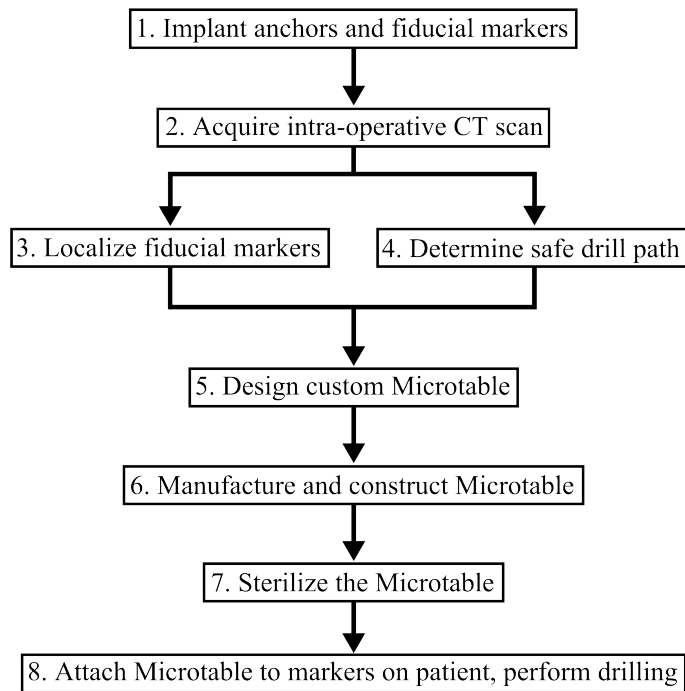 1. Implant anchors and fiducial markers
2. Acquire intra-operative CT scan
3. Localize fiducial markers
4. Determine safe drill path
5. Design custom Microtable
6. Manufacture and construct Microtable
7. Sterilize the Microtable
8. Attach Microtable to markers on patient, perform drilling